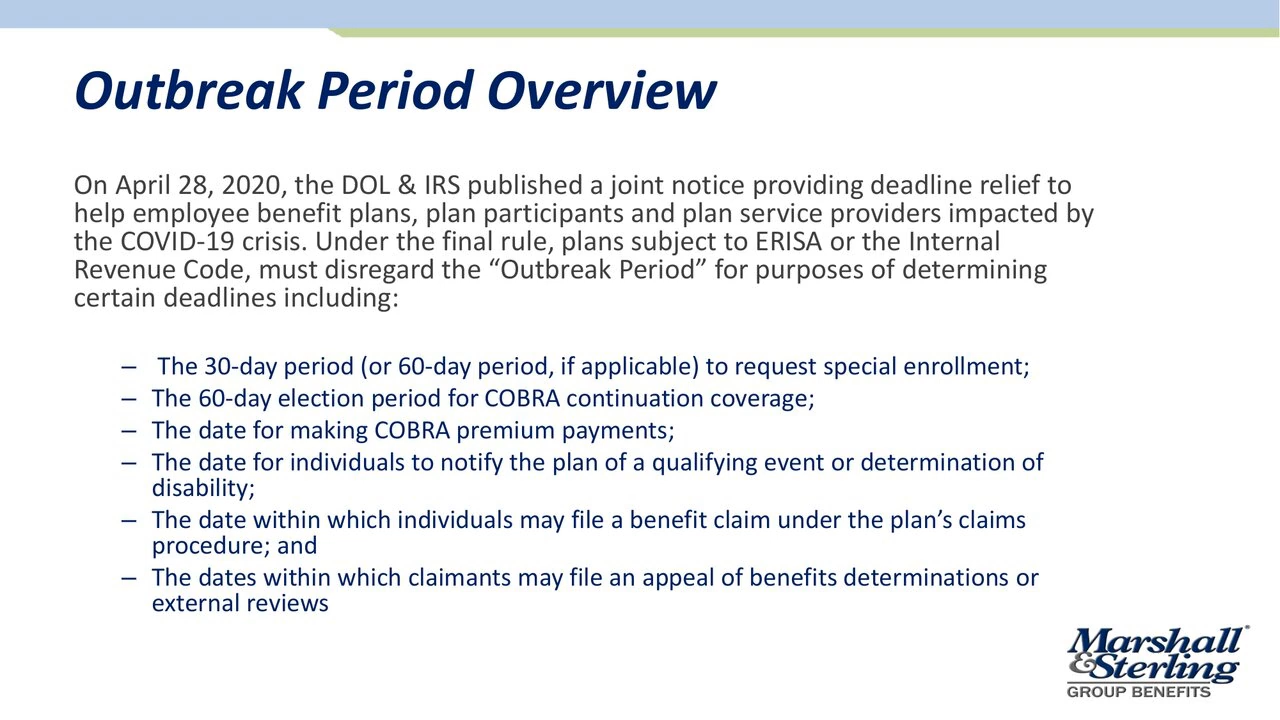 Outbreak Period Overview
On April 28, 2020, the DOL & IRS published a joint notice providing deadline relief to
help employee benefit plans, plan participants and plan service providers impacted by
the COVID-19 crisis. Under the final rule, plans subject to ERISA or the Internal
Revenue Code, must disregard the “Outbreak Period” for purposes of determining
certain deadlines including:
– The 30-day period (or 60-day period, if applicable) to request special enrollment;
– The 60-day election period for COBRA continuation coverage;
– The date for making COBRA premium payments;
– The date for individuals to notify the plan of a qualifying event or determination of
disability;
– The date within which individuals may file a benefit claim under the plan’s claims
procedure; and
– The dates within which claimants may file an appeal of benefits determinations or
external reviews
Marshall
&Sterling
GROUP BENEFITS